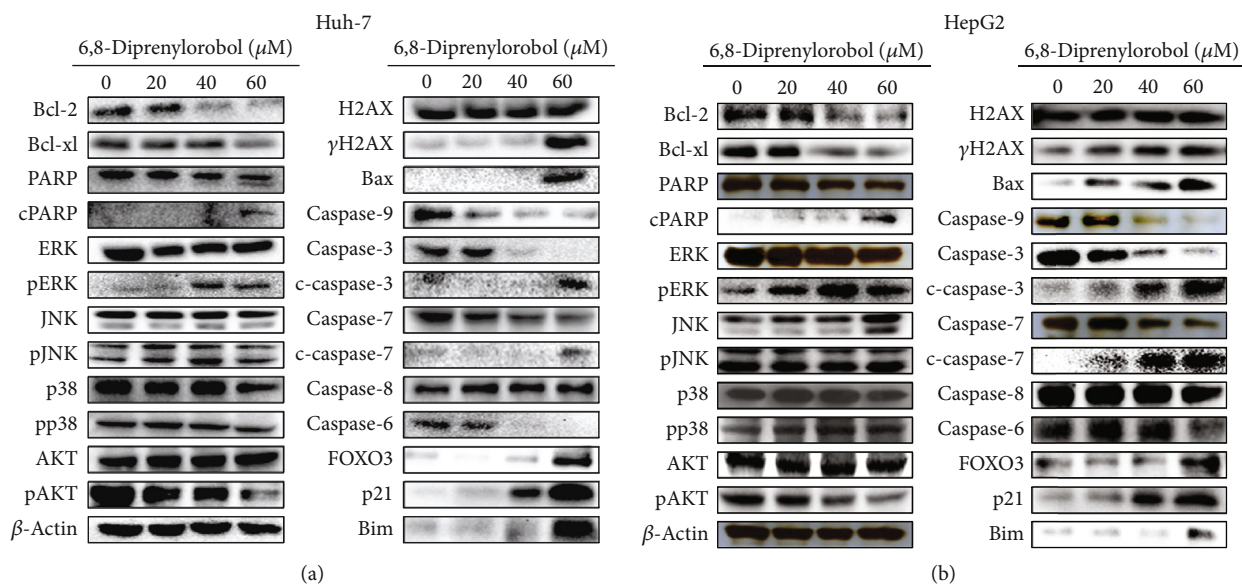 Huh-7
6,8-Diprenylorobol (μM)
0 20 40 60
Bcl-2
Bcl-xl
PARP
cPARP
ERK
pERK
JNK
pJNK
p38
pp38
AKT
pAKT
β-Actin
6,8-Diprenylorobol (μM)
0 20 40 60
H2AX
γH2AX
Bax
Caspase-9
Caspase-3
c-caspase-3
Caspase-7
c-caspase-7
Caspase-8
Caspase-6
FOXO3
p21
Bim
(a)
HepG2
6,8-Diprenylorobol (μM)
0 20 40 60
Bcl-2
Bcl-xl
PARP
cPARP
ERK
pERK
JNK
pJNK
p38
pp38
AKT
pAKT
β-Actin
6,8-Diprenylorobol (μM)
0 20 40 60
H2AX
γH2AX
Bax
Caspase-9
Caspase-3
c-caspase-3
Caspase-7
c-caspase-7
Caspase-8
Caspase-6
FOXO3
p21
Bim
(b)